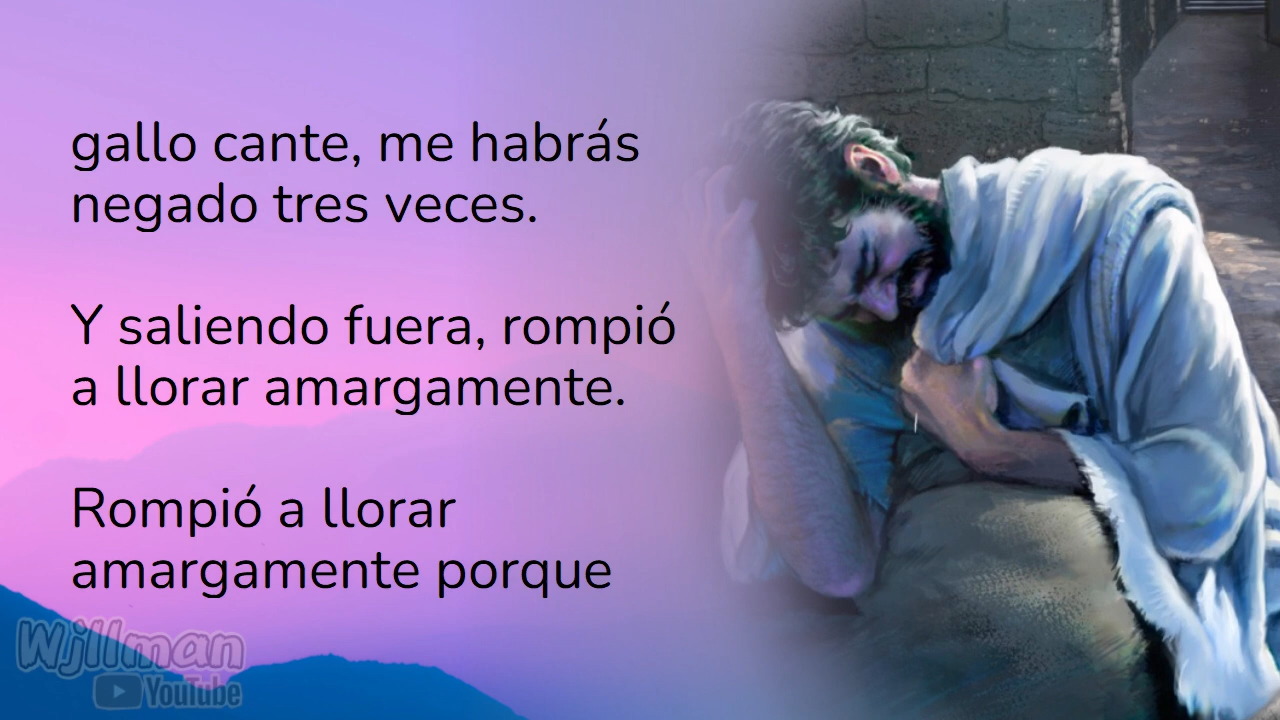 gallo cante, me habrás
negado tres veces.
Y saliendo fuera, rompió
a llorar amargamente.
Rompió a llorar
amargamente porque
Wjllman
YouTube